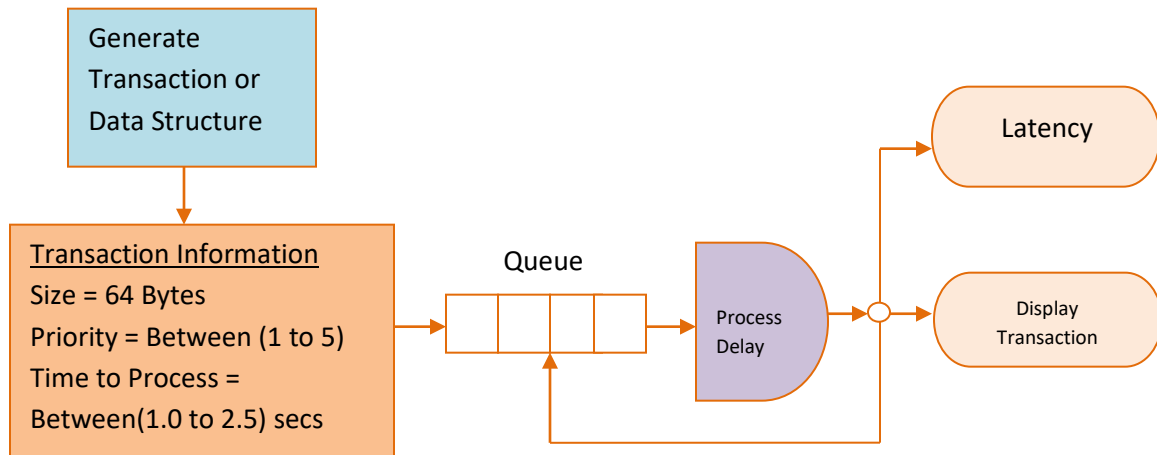 Generate
Transaction or
Data Structure
Transaction Information
Size = 64 Bytes
Priority = Between (1 to 5)
Time to Process =
Between(1.0 to 2.5) secs
Queue
Process
Delay
Latency
Display
Transaction